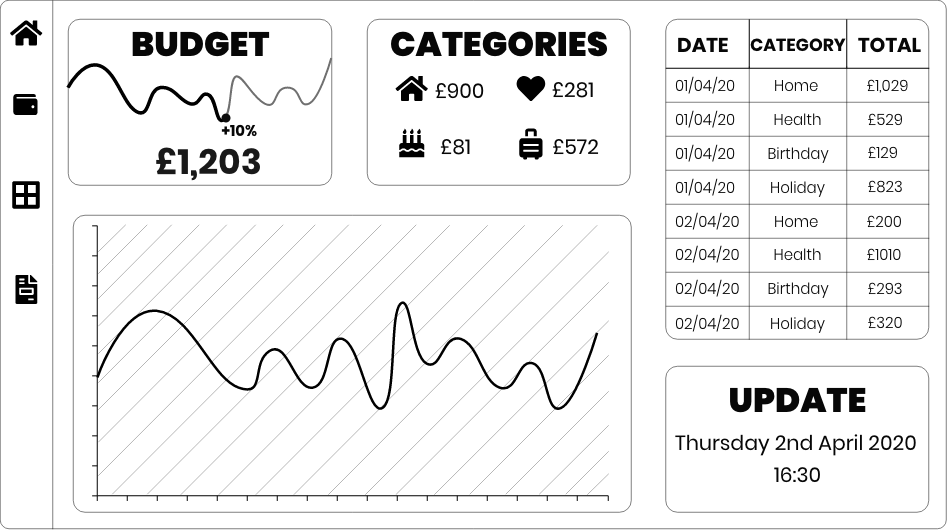 BUDGET
+10%
£1,203
CATEGORIES
£900 £281
£81 £572
DATE CATEGORY TOTAL
01/04/20 Home £1,029
01/04/20 Health £529
01/04/20 Birthday £129
01/04/20 Holiday £823
02/04/20 Home £200
02/04/20 Health £1010
02/04/20 Birthday £293
02/04/20 Holiday £320
UPDATE
Thursday 2nd April 2020
16:30